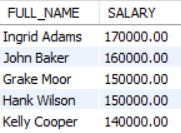 FULL_NAME SALARY
Ingrid Adams 170000.00
John Baker 160000.00
Grake Moor 150000.00
Hank Wilson 150000.00
Kelly Cooper 140000.00